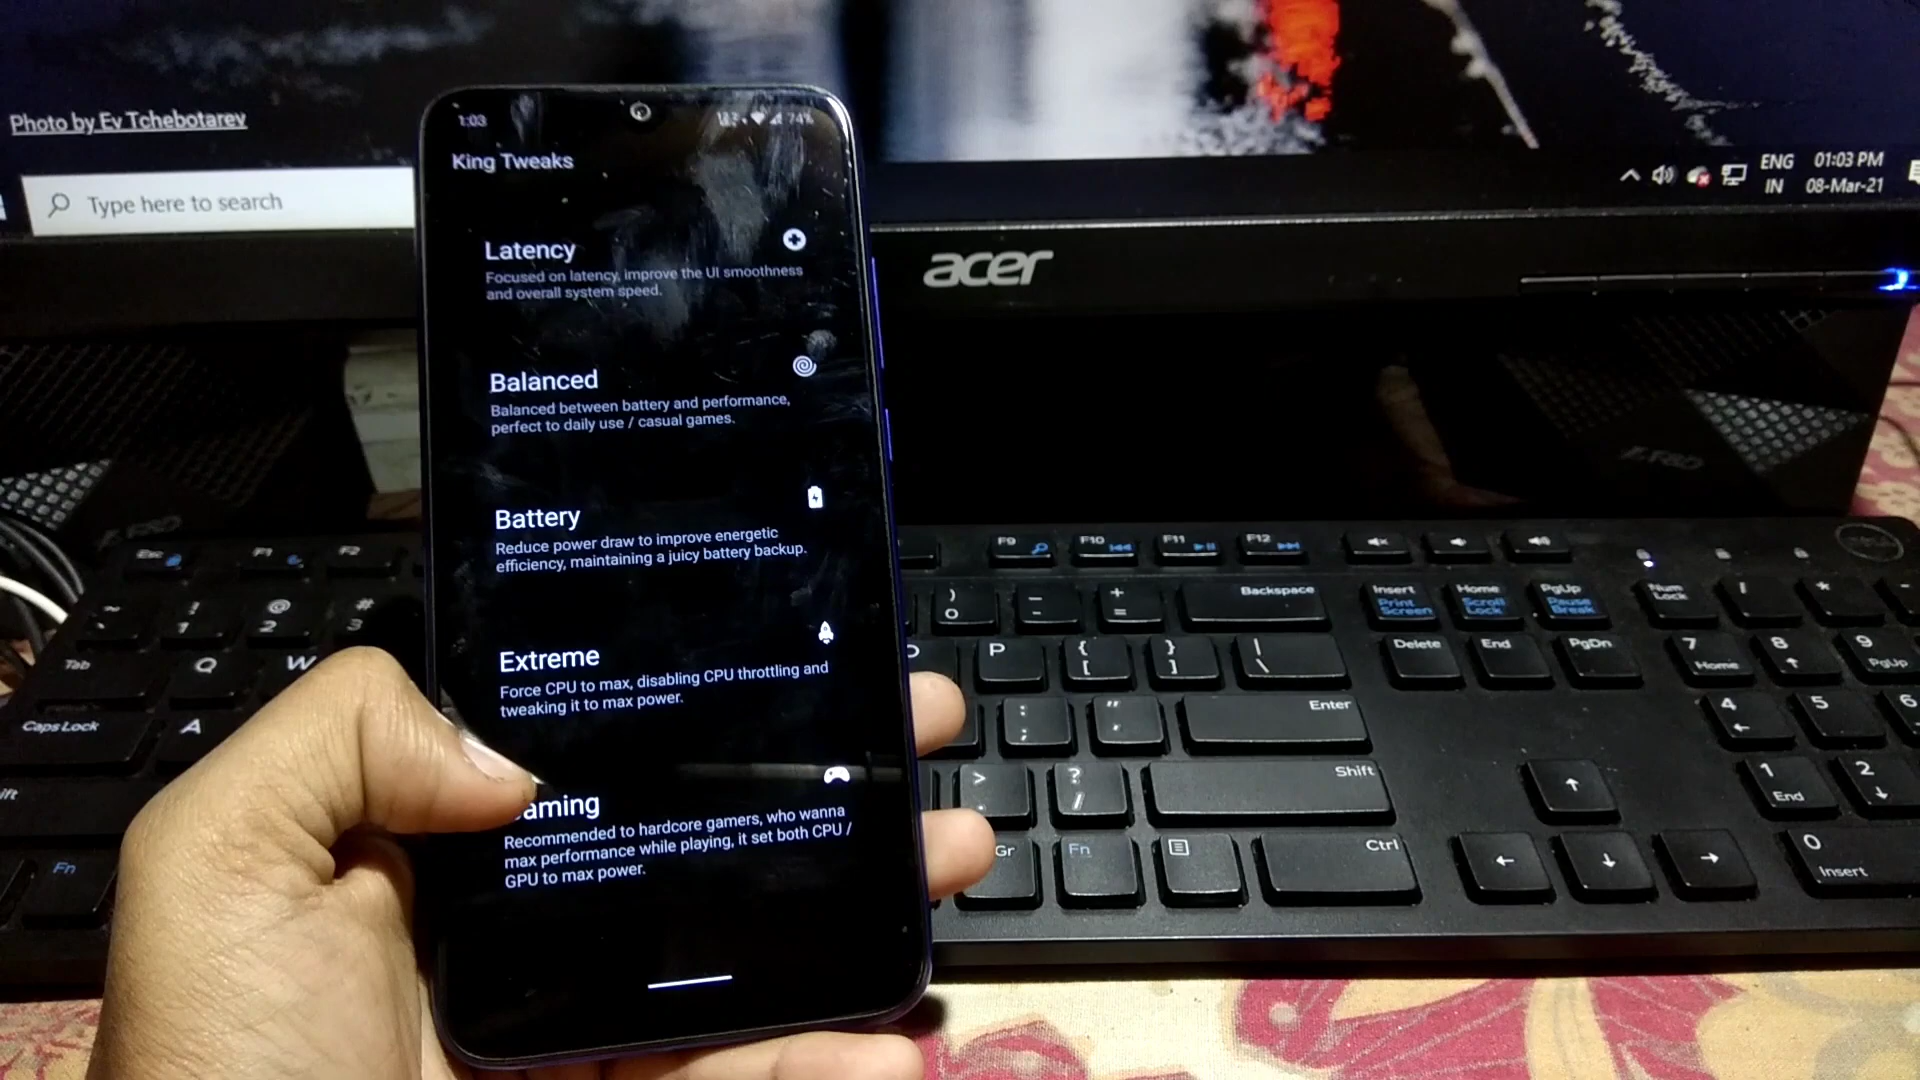 Photo by Ev Tchebotarev
Type here to search
ENG
IN
01:03 PM
08-Mar-21
acer
1:03
74%
King Tweaks
Latency
Focused on latency, improve the UI smoothness
and overall system speed.
Balanced
Balanced between battery and performance,
perfect to daily use / casual games.
Battery
Reduce power draw to improve energetic
efficiency, maintaining a juicy battery backup.
Extreme
Force CPU to max, disabling CPU throttling and
tweaking it to max power.
aming
Recommended to hardcore gamers, who wanna
max performance while playing, it set both CPU /
GPU to max power.
Esc F1 F2 F9 F10 F11 F12
~ ! @ # ) _ +
` 1 2 3 0 - = Backspace
Insert Home PgUp
Print Screen Scroll Lock Pause Break
Num Lock / * -
Tab Q W P { [ } ] | \
Delete End PgDn
7 Home 8 9 PgUp
Caps Lock A : ; " ' Enter
4 5 6
ift > . ? / Shift
1 End 2
Fn Gr Fn Ctrl
0 Insert